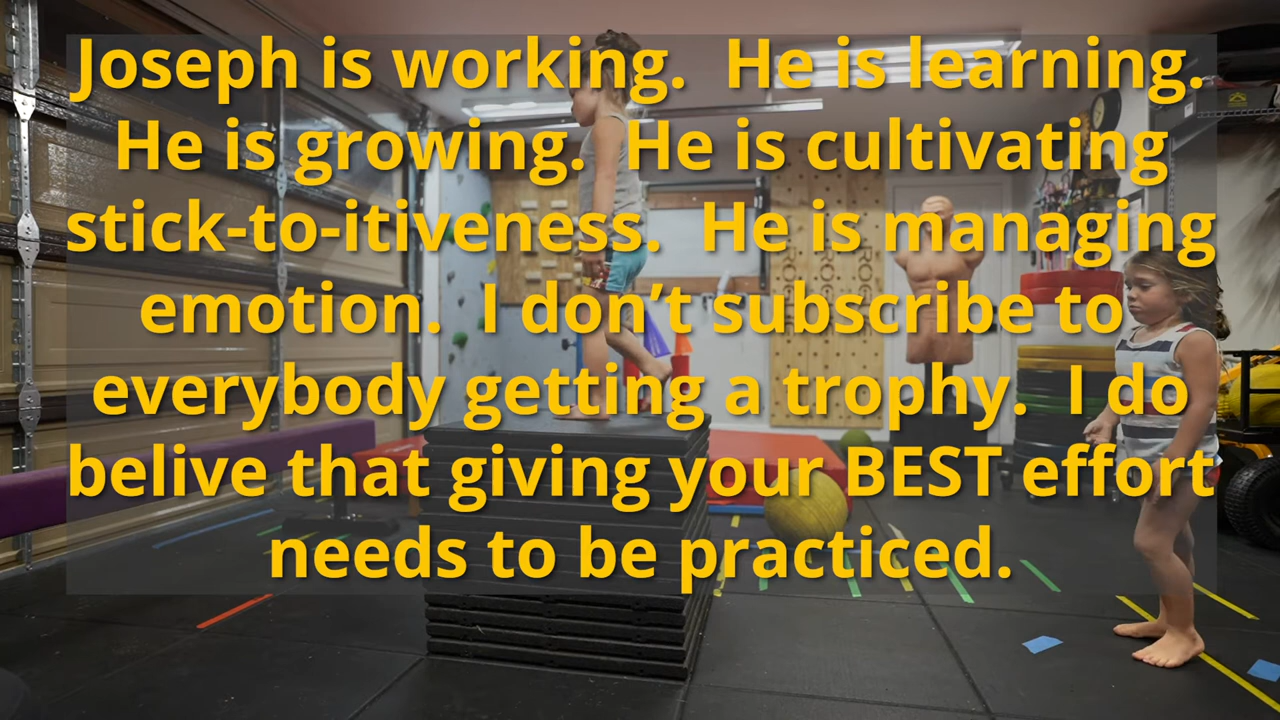 Joseph is working.  He is learning.
He is growing.  He is cultivating
stick-to-itiveness.  He is managing
emotion.  I don’t subscribe to
everybody getting a trophy.  I do
belive that giving your BEST effort
needs to be practiced.